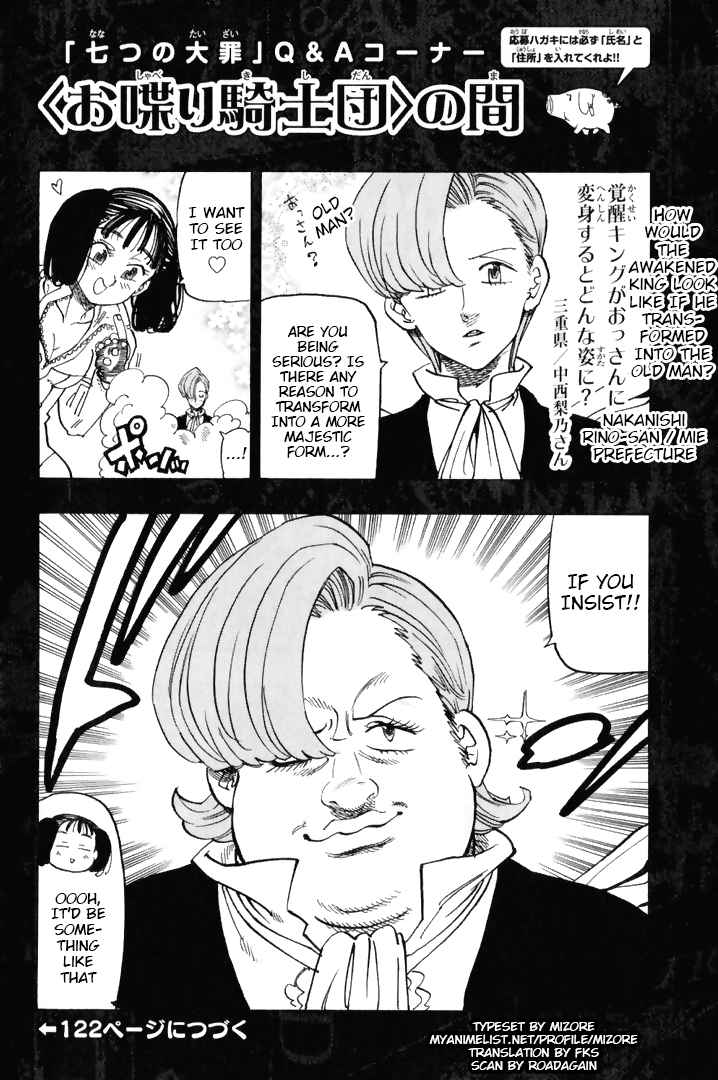 「七つの大罪」Q&Aコーナー
〈お喋り騎士団〉の間
応募ハガキには必ず「氏名」と
「住所」を入れてくれよ!!
覚醒キングがおっさんに
変身するとどんな姿に?
三重県/中西梨乃さん
HOW
WOULD
THE
AWAKENED
KING LOOK
LIKE IF HE
TRANS-
FORMED
INTO THE
OLD MAN?
NAKANISHI
RINO-SAN / MIE
PREFECTURE
OLD
MAN?
おっさん?
ARE YOU
BEING
SERIOUS? IS
THERE ANY
REASON TO
TRANSFORM
INTO A MORE
MAJESTIC
FORM...?
I WANT
TO SEE
IT TOO
♡
...!
ポゥン
IF YOU
INSIST!!
OOOH,
IT'D BE
SOME-
THING
LIKE
THAT
←122ページにつづく
TYPESET BY MIZORE
MYANIMELIST.NET/PROFILE/MIZORE
TRANSLATION BY FKS
SCAN BY ROADAGAIN